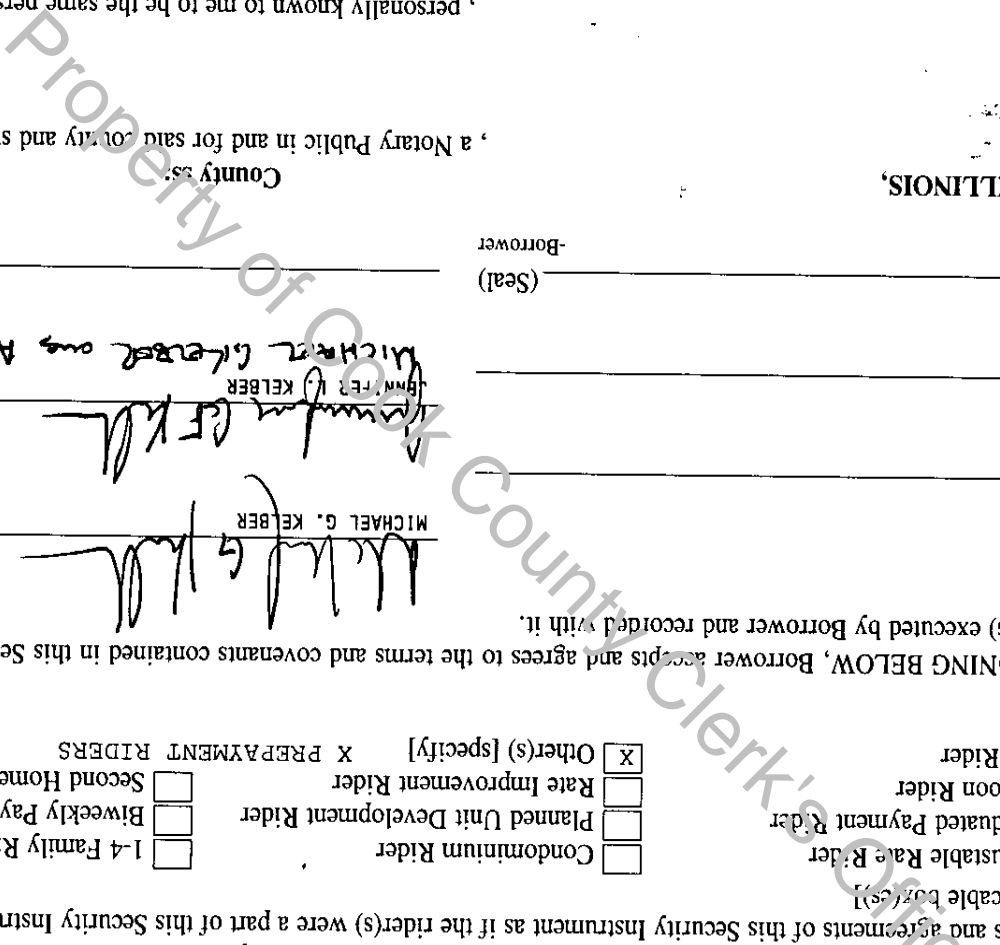 s and agreements of this Security Instrument as if the rider(s) were a part of this Security Instru
cable box(es)]
ustable Rate Rider
Condominium Rider
1-4 Family R
duated Payment Rider
Planned Unit Development Rider
Biweekly Pay
oon Rider
Rate Improvement Rider
Second Home
Rider
X Other(s) [specify] X PREPAYMENT RIDERS
NING BELOW, Borrower accepts and agrees to the terms and covenants contained in this Se
) executed by Borrower and recorded with it.
MICHAEL G. KELBER
JENNIFER L. KELBER
MICHAEL
(Seal)
-Borrower
ILLINOIS,
County ss:
, a Notary Public in and for said county and s
, personally known to me to be the same pers
Property of Cook County Clerk's Offic